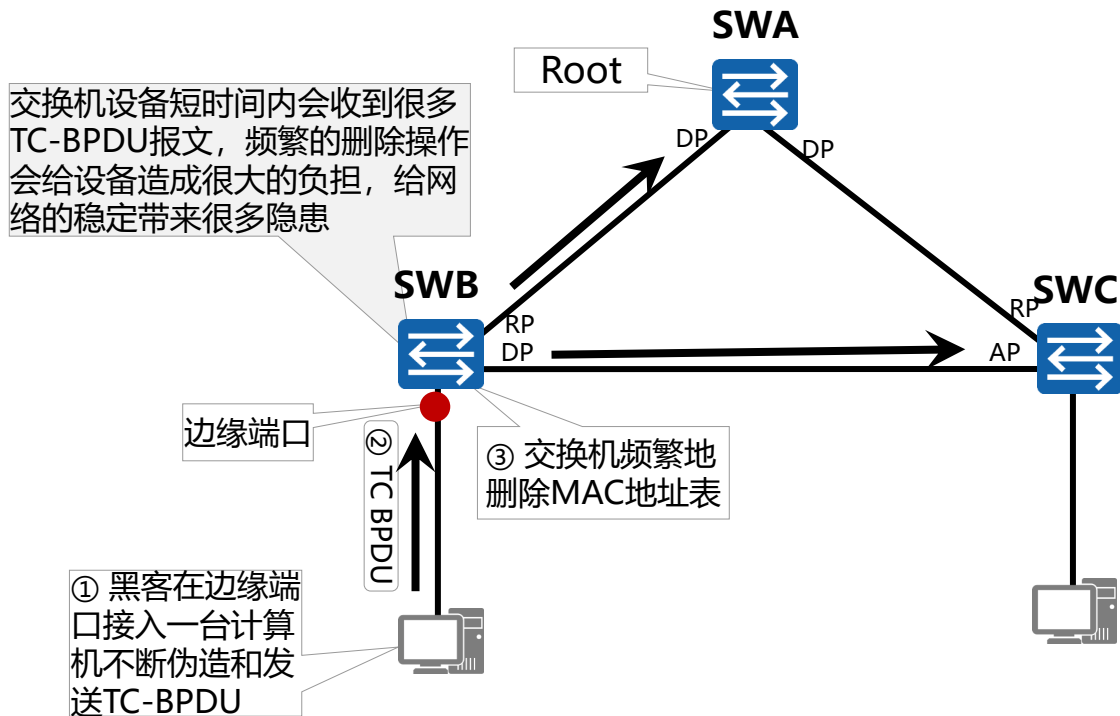 SWA
Root
交换机设备短时间内会收到很多
TC-BPDU报文，频繁的删除操作
会给设备造成很大的负担，给网
络的稳定带来很多隐患
DP
DP
SWB
SWC
RP
DP
RP
AP
边缘端口
② TC BPDU
③ 交换机频繁地
删除MAC地址表
① 黑客在边缘端
口接入一台计算
机不断伪造和发
送TC-BPDU